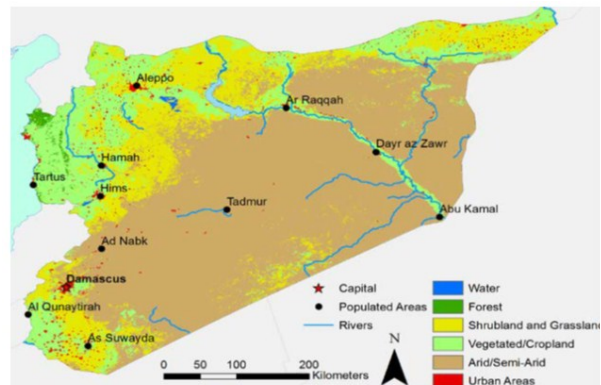 Aleppo
Ar Raqqah
Dayr az Zawr
Hamah
Tartus
Hims
Tadmur
Abu Kamal
Ad Nabk
Damascus
Al Qunaytirah
As Suwayda
Capital
Populated Areas
Rivers
Water
Forest
Shrubland and Grassland
Vegetated/Cropland
Arid/Semi-Arid
Urban Areas
N
0 50 100 200
Kilometers